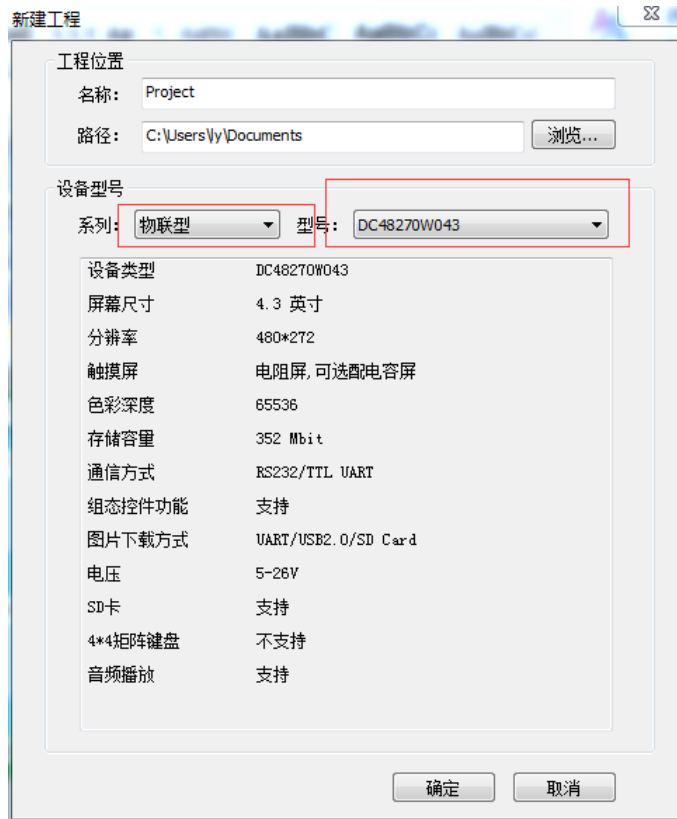 新建工程
工程位置
名称: Project
路径: C:\Users\ly\Documents 浏览...
设备型号
系列: 物联型 型号: DC48270W043
设备类型 DC48270W043
屏幕尺寸 4.3 英寸
分辨率 480*272
触摸屏 电阻屏,可选配电容屏
色彩深度 65536
存储容量 352 Mbit
通信方式 RS232/TTL UART
组态控件功能 支持
图片下载方式 UART/USB2.0/SD Card
电压 5-26V
SD卡 支持
4*4矩阵键盘 不支持
音频播放 支持
确定 取消